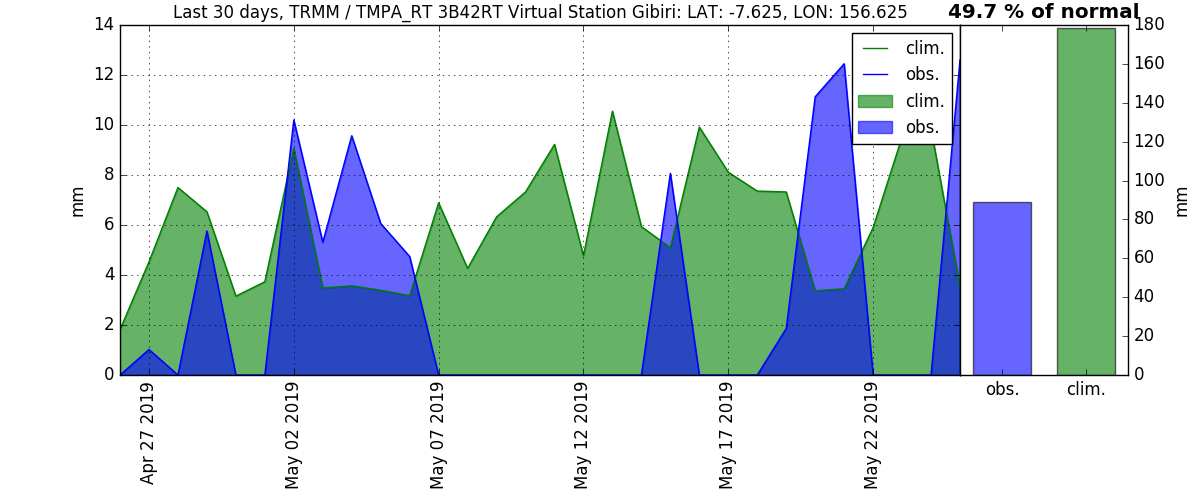 Last 30 days, TRMM / TMPA_RT 3B42RT Virtual Station Gibiri: LAT: -7.625, LON: 156.625
49.7 % of normal
14
12
10
8
6
4
2
0
mm
clim.
obs.
clim.
obs.
Apr 27 2019
May 02 2019
May 07 2019
May 12 2019
May 17 2019
May 22 2019
180
160
140
120
100
80
60
40
20
0
mm
obs.
clim.